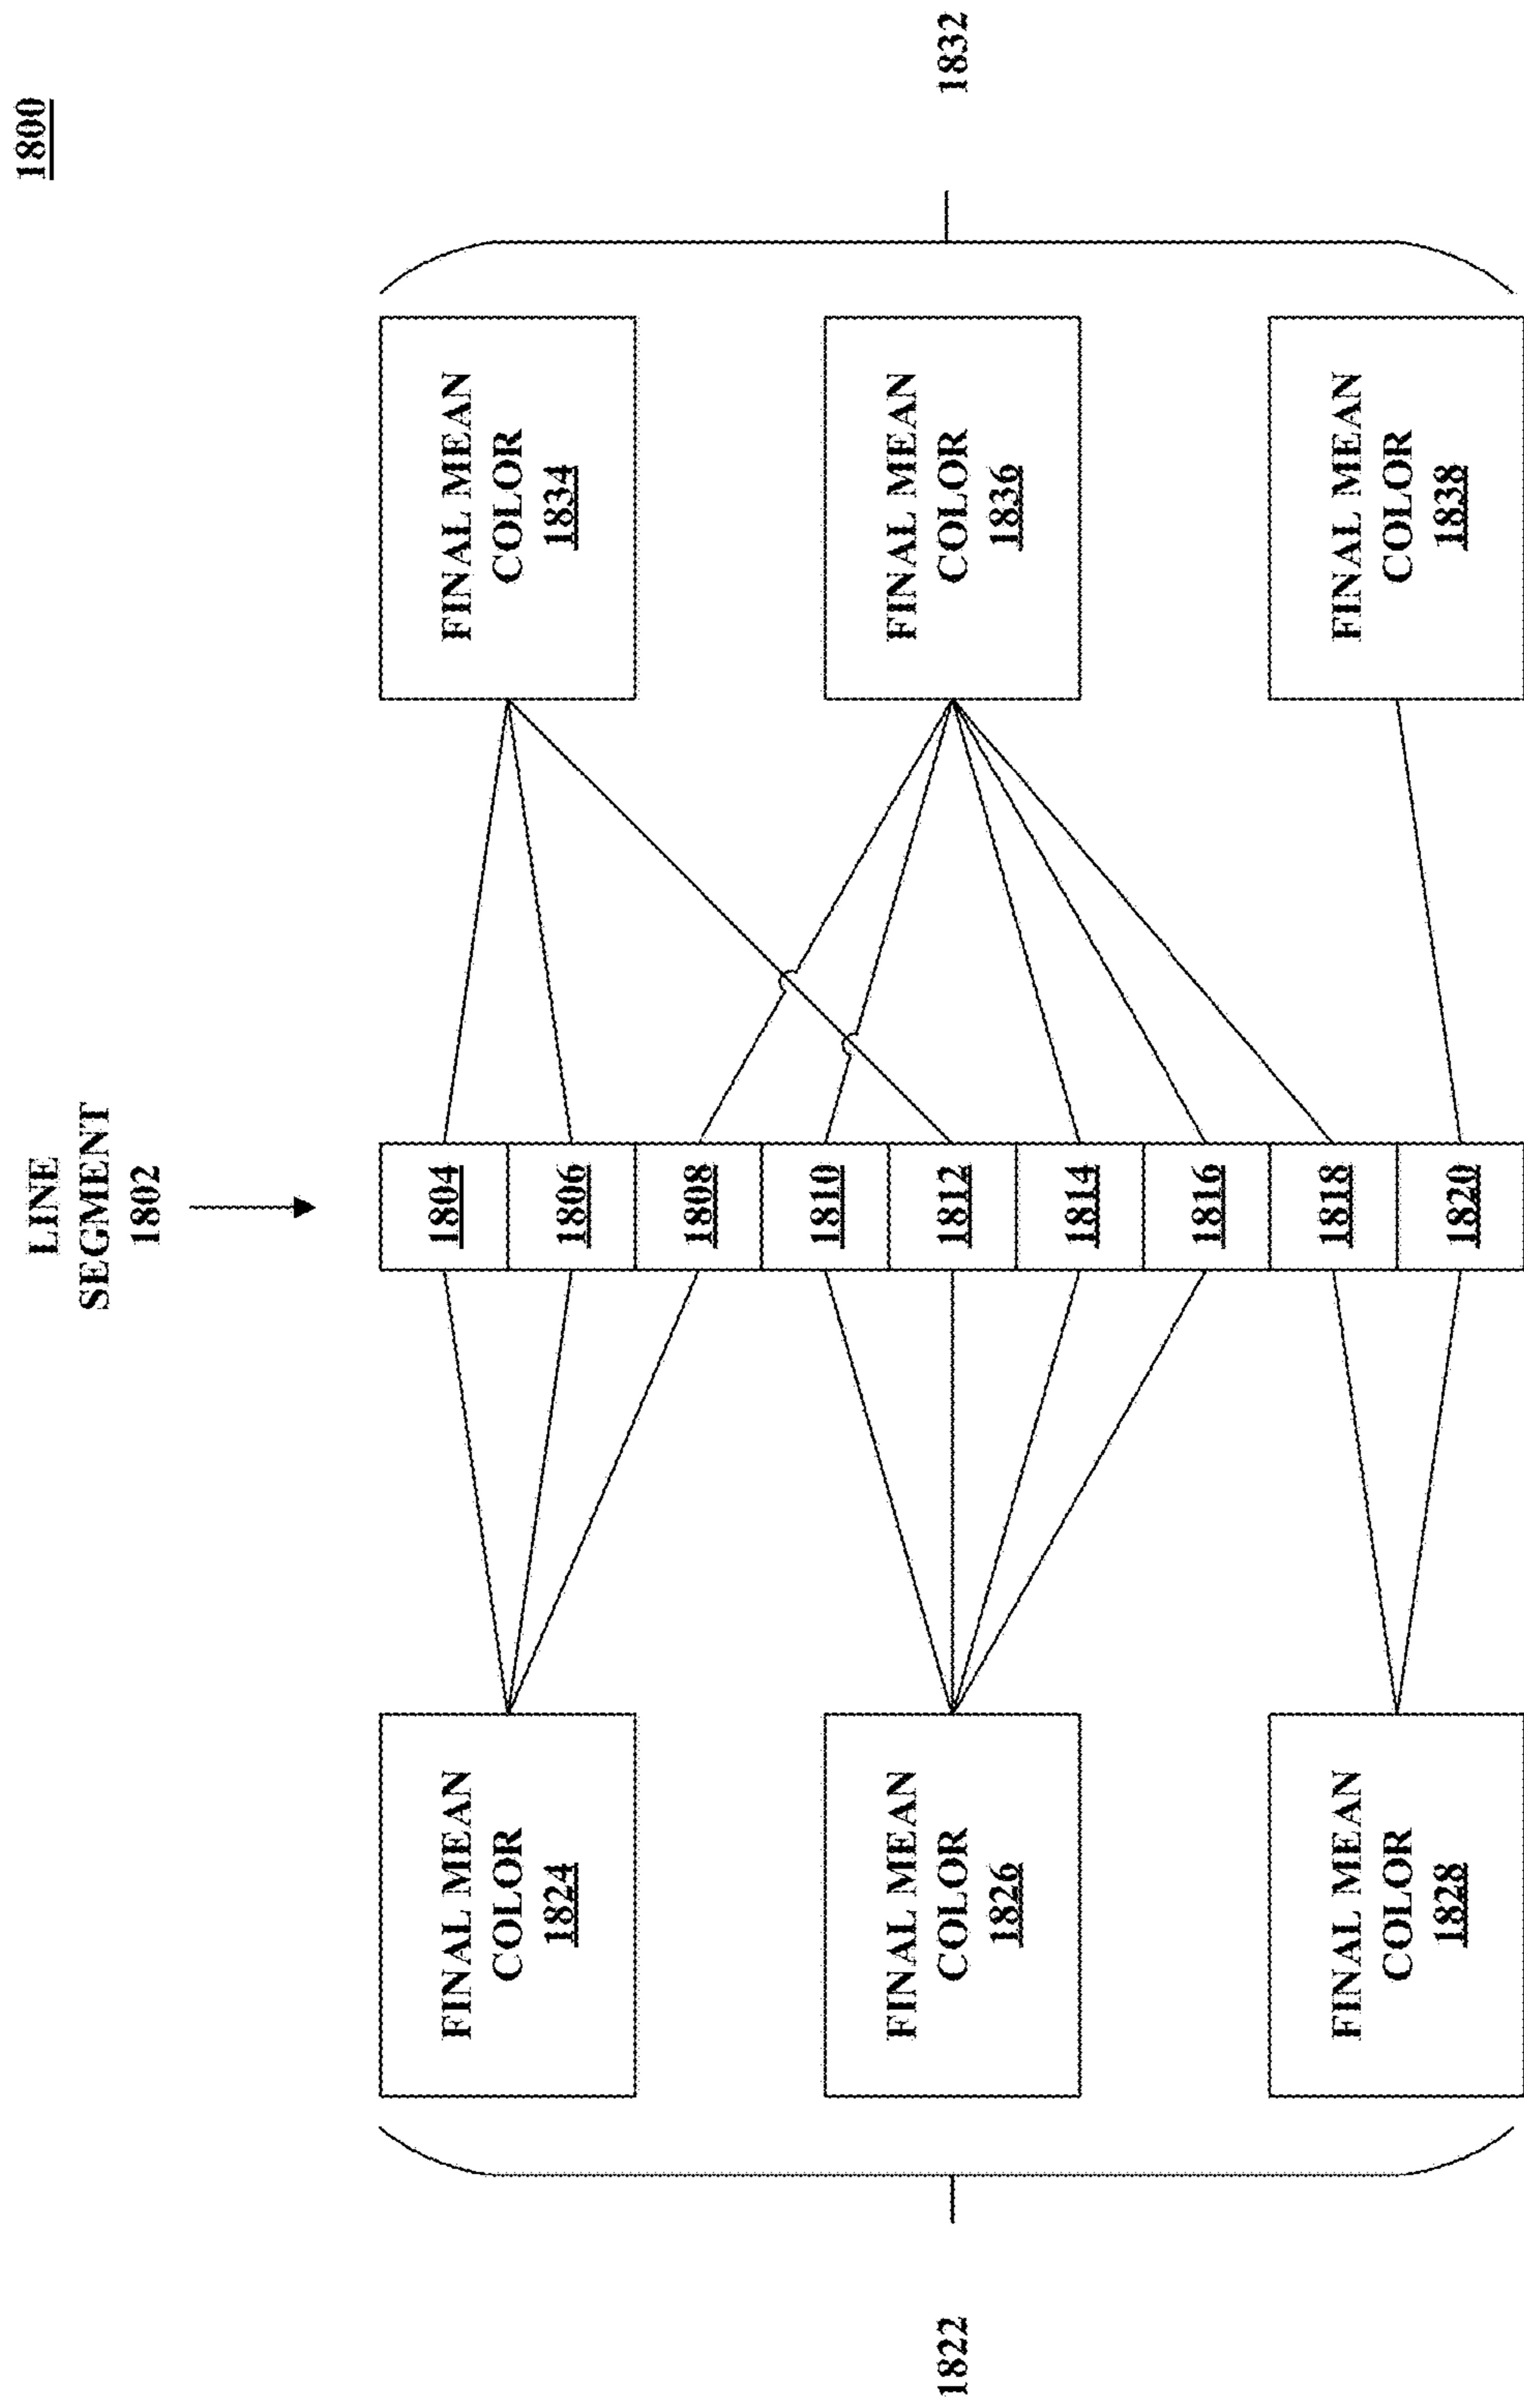 1800
LINE
SEGMENT
1802
1822
FINAL MEAN
COLOR
1824
FINAL MEAN
COLOR
1826
FINAL MEAN
COLOR
1828
1804
1806
1808
1810
1812
1814
1816
1818
1820
FINAL MEAN
COLOR
1834
FINAL MEAN
COLOR
1836
FINAL MEAN
COLOR
1838
1832